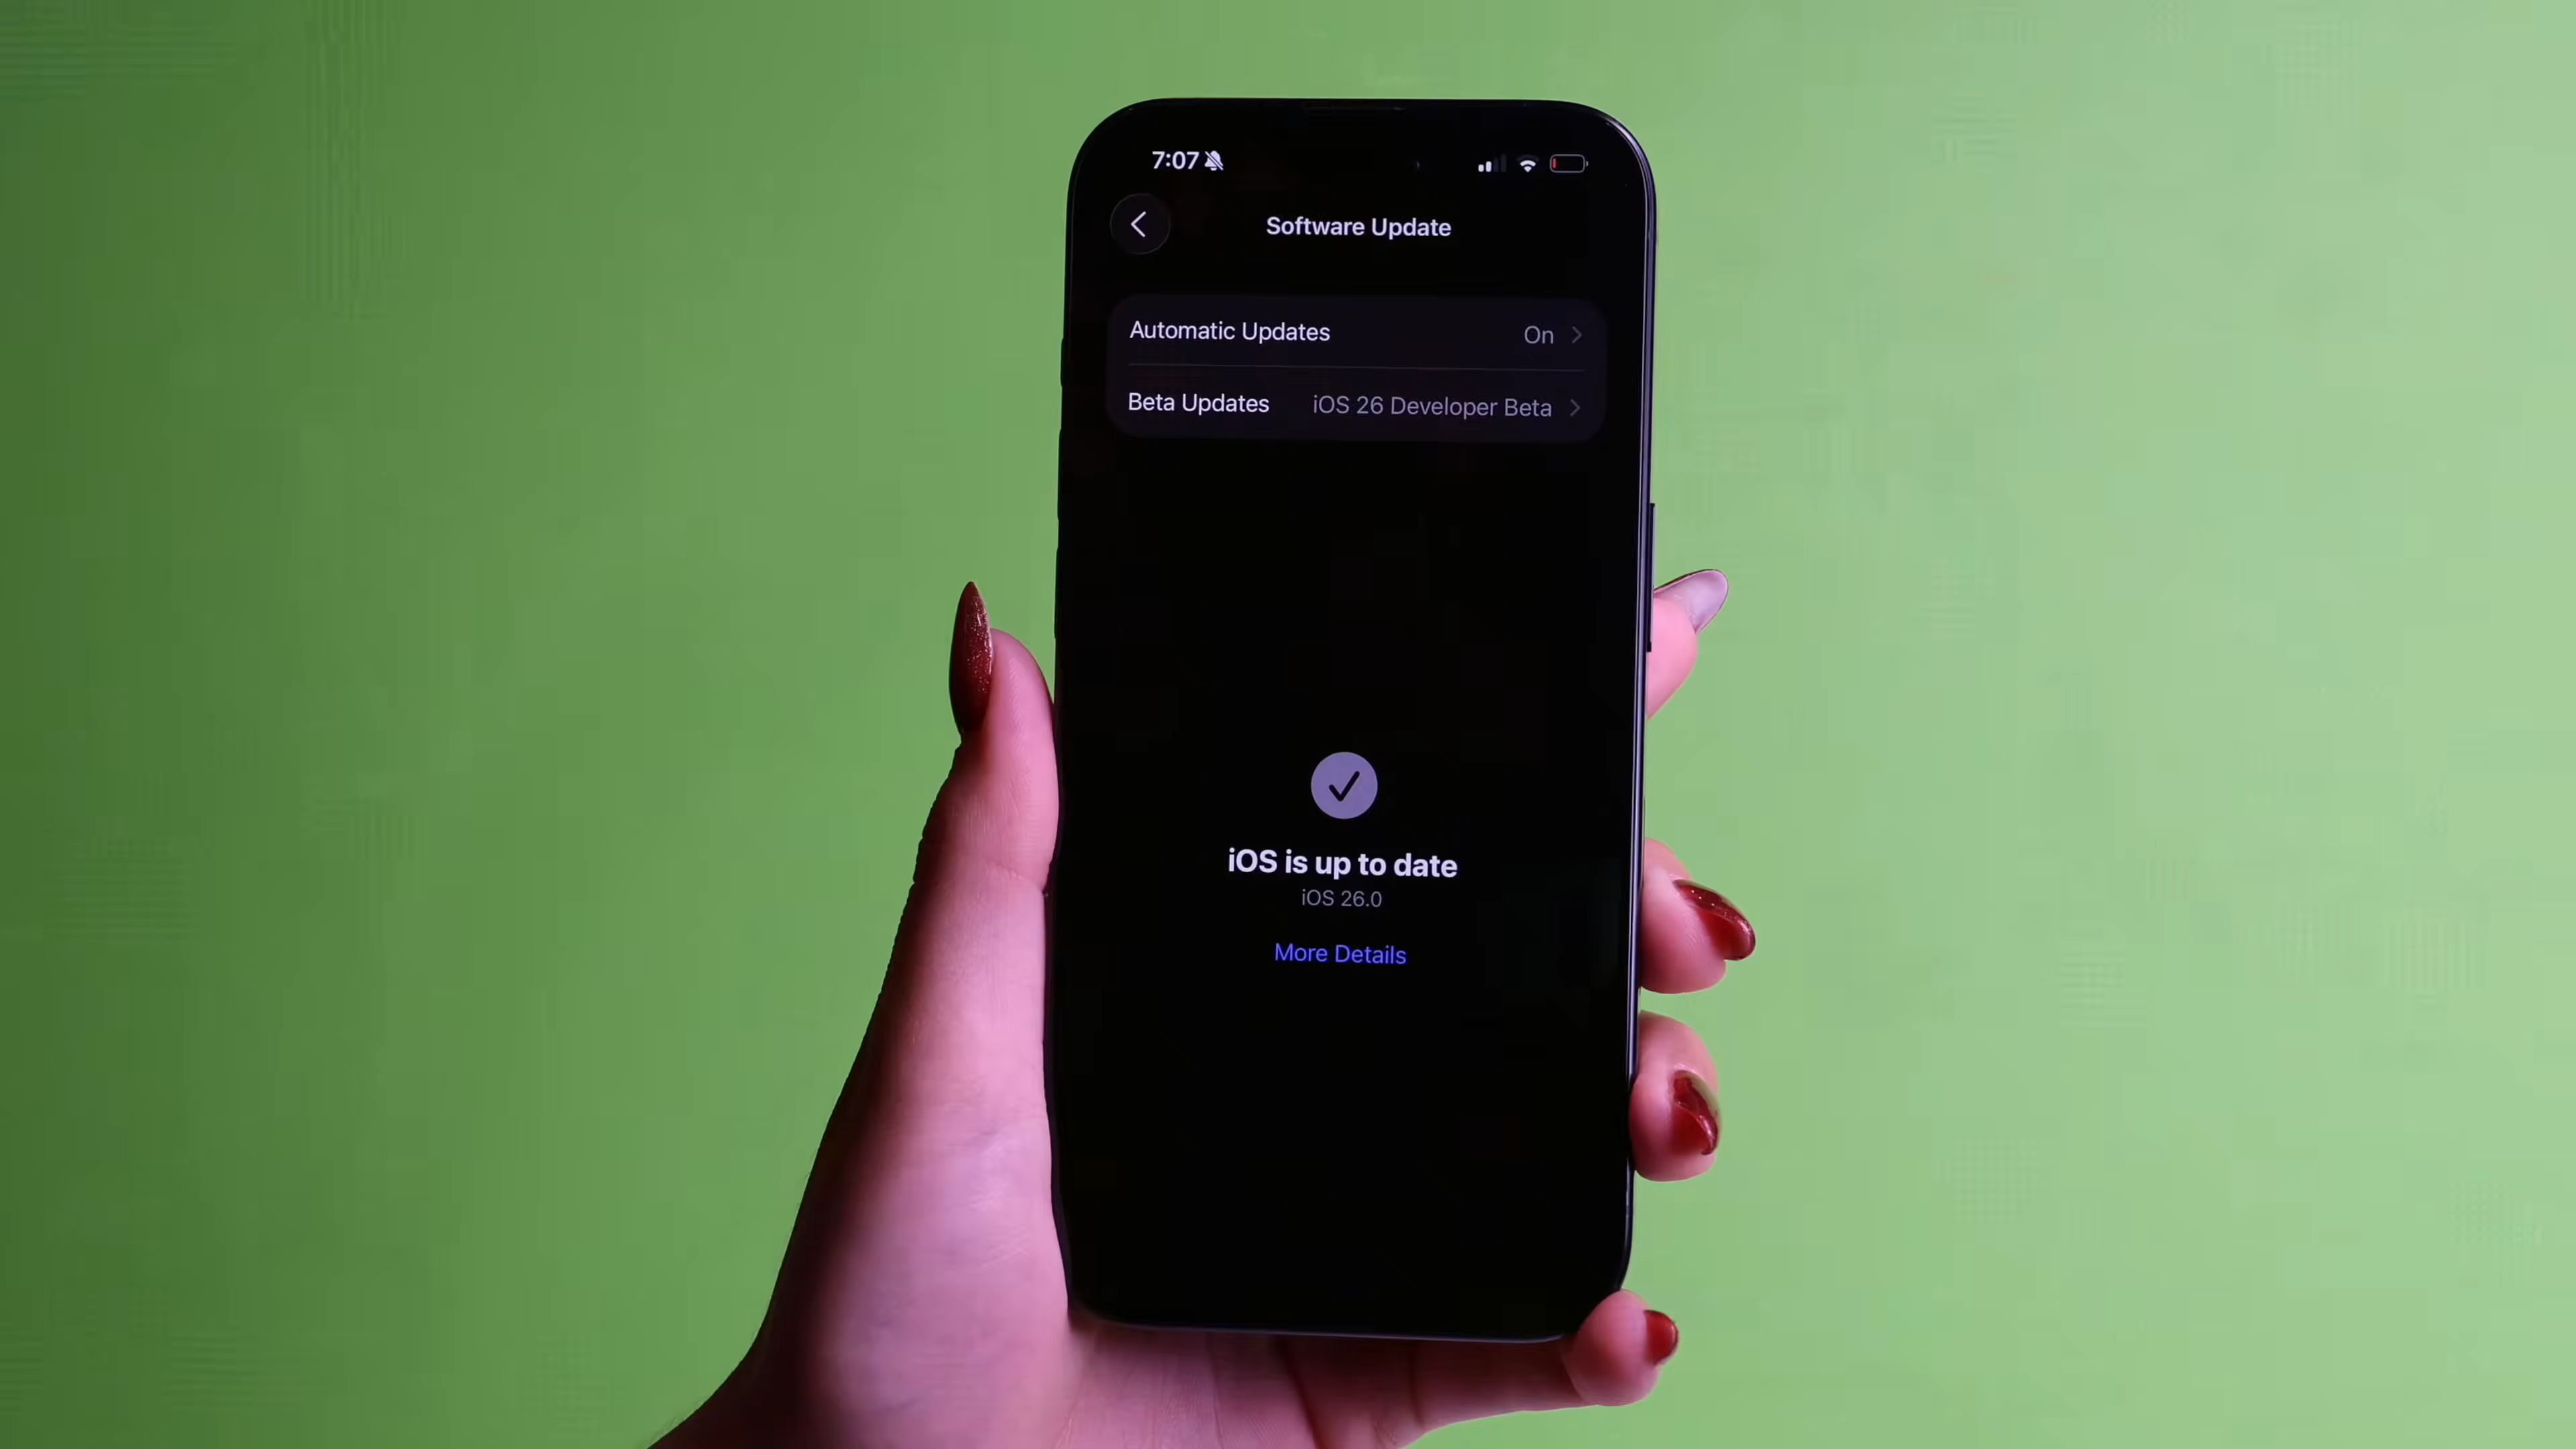 7:07
Software Update
Automatic Updates On
Beta Updates iOS 26 Developer Beta
iOS is up to date
iOS 26.0
More Details